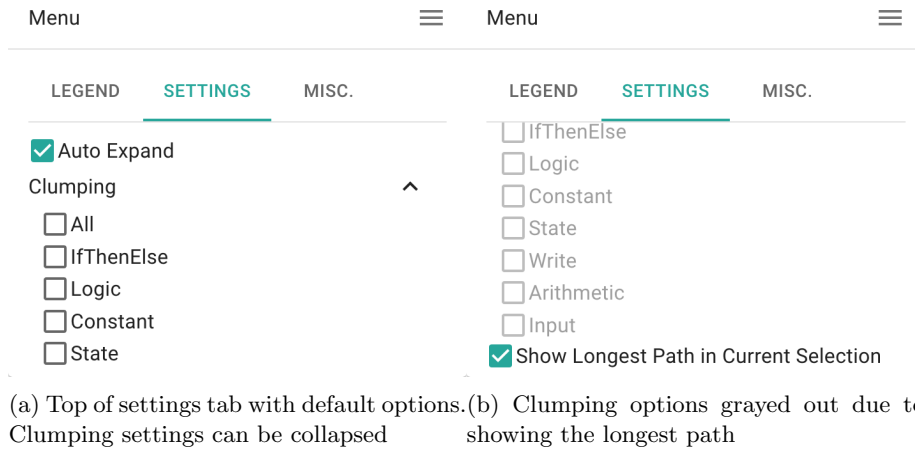 Menu
LEGEND SETTINGS MISC.
Auto Expand
Clumping
All
IfThenElse
Logic
Constant
State
(a) Top of settings tab with default options.
Clumping settings can be collapsed
Menu
LEGEND SETTINGS MISC.
IfThenElse
Logic
Constant
State
Write
Arithmetic
Input
Show Longest Path in Current Selection
(b) Clumping options grayed out due to
showing the longest path